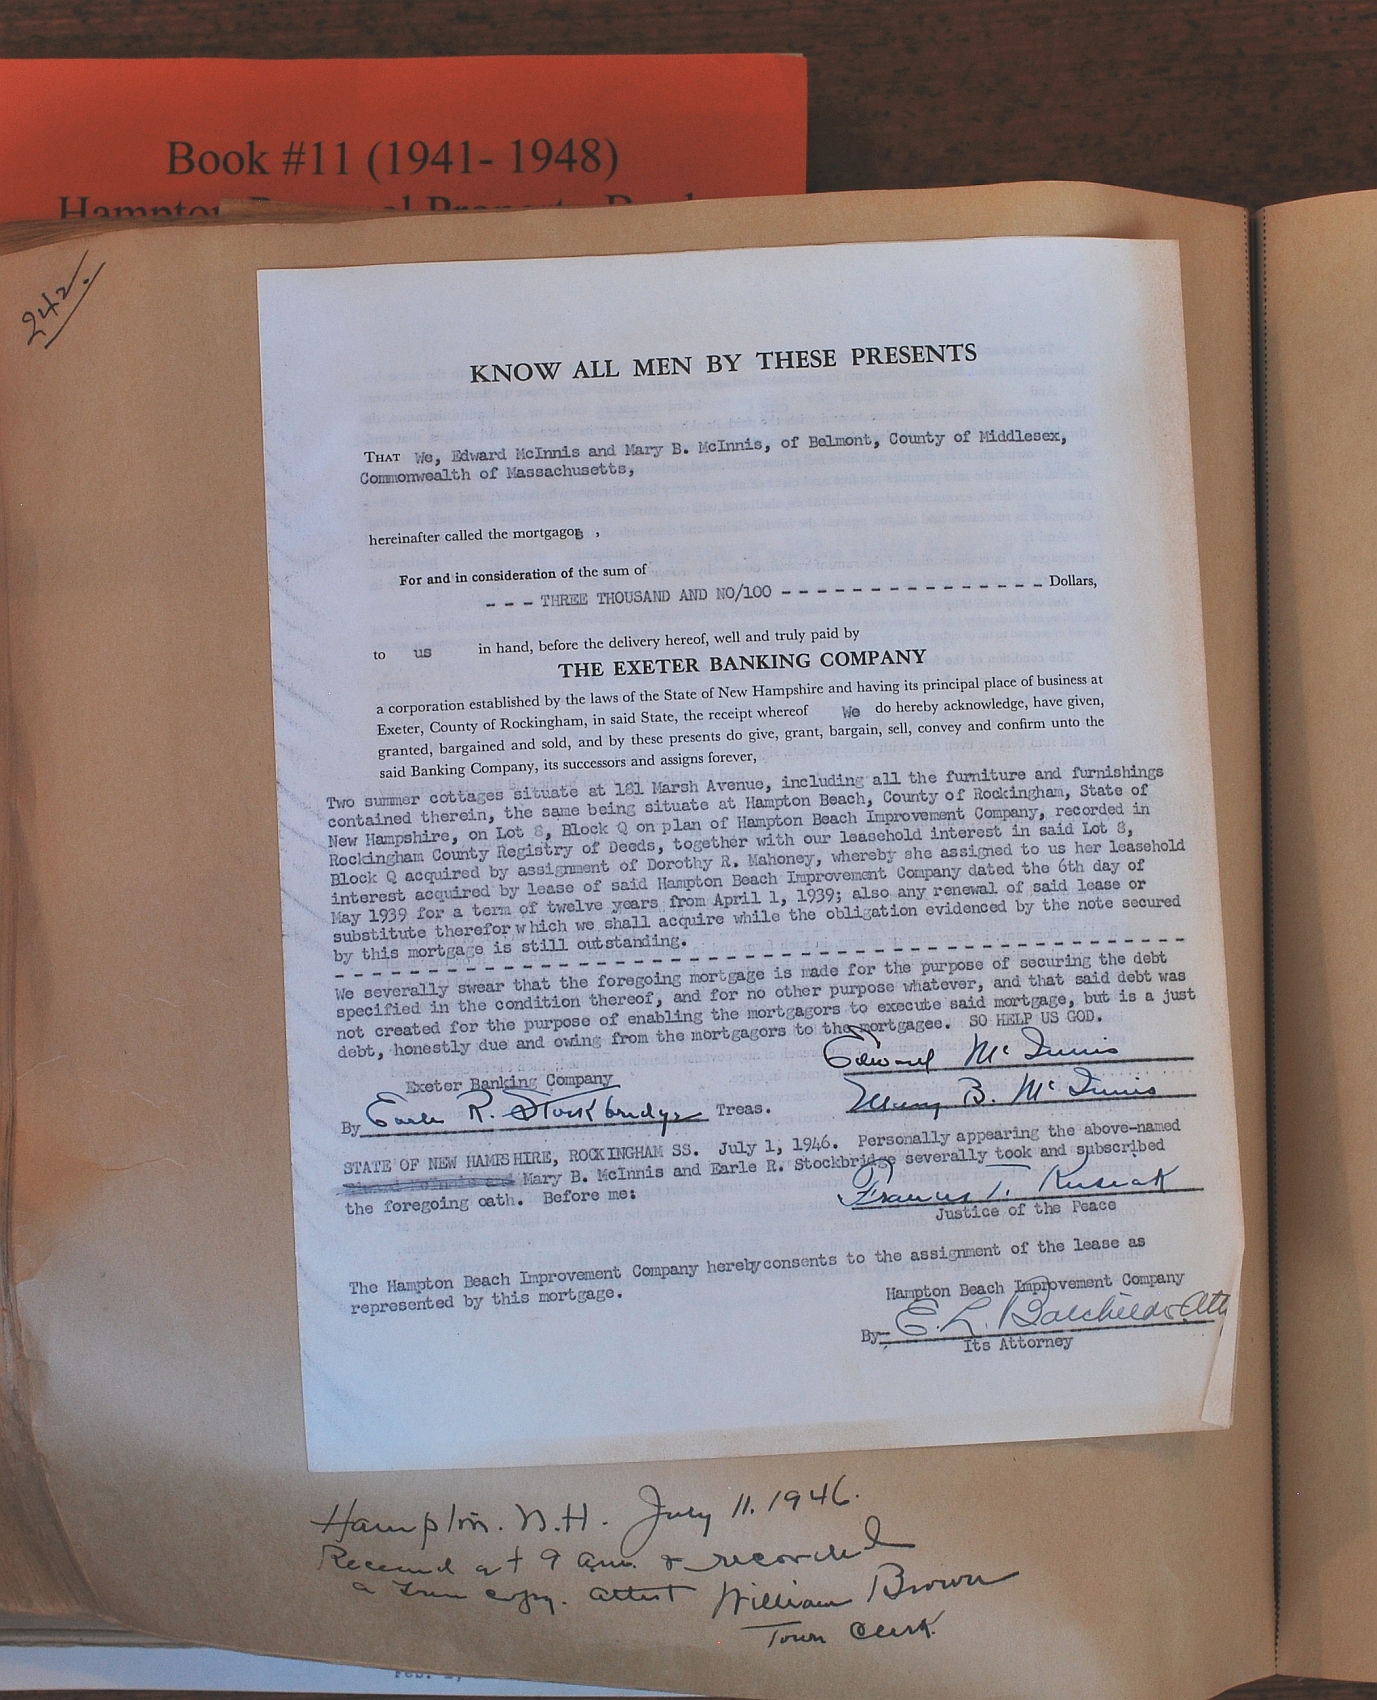 Book #11 (1941- 1948)
Hampton Personal Property Book
242.
KNOW ALL MEN BY THESE PRESENTS
THAT We, Edward McInnis and Mary B. McInnis, of Belmont, County of Middlesex,
Commonwealth of Massachusetts,
hereinafter called the mortgagors ,
For and in consideration of the sum of
- - - THREE THOUSAND AND NO/100 - - - - - - - - - - - - - - - Dollars,
to us in hand, before the delivery hereof, well and truly paid by
THE EXETER BANKING COMPANY
a corporation established by the laws of the State of New Hampshire and having its principal place of business at
Exeter, County of Rockingham, in said State, the receipt whereof We do hereby acknowledge, have given,
granted, bargained and sold, and by these presents do give, grant, bargain, sell, convey and confirm unto the
said Banking Company, its successors and assigns forever,
Two summer cottages situate at 181 Marsh Avenue, including all the furniture and furnishings
contained therein, the same being situate at Hampton Beach, County of Rockingham, State of
New Hampshire, on Lot 8, Block Q on plan of Hampton Beach Improvement Company, recorded in
Rockingham County Registry of Deeds, together with our leasehold interest in said Lot 8,
Block Q acquired by assignment of Dorothy R. Mahoney, whereby she assigned to us her leasehold
interest acquired by lease of said Hampton Beach Improvement Company dated the 6th day of
May 1939 for a term of twelve years from April 1, 1939; also any renewal of said lease or
substitute therefor which we shall acquire while the obligation evidenced by the note secured
by this mortgage is still outstanding.
We severally swear that the foregoing mortgage is made for the purpose of securing the debt
specified in the condition thereof, and for no other purpose whatever, and that said debt was
not created for the purpose of enabling the mortgagors to execute said mortgage, but is a just
debt, honestly due and owing from the mortgagors to the mortgagee. SO HELP US GOD.
Edward McInnis
Exeter Banking Company
Mary B. McInnis
By Earle R. Stockbridge Treas.
STATE OF NEW HAMPSHIRE, ROCKINGHAM SS. July 1, 1946. Personally appearing the above-named
Edward McInnis and Mary B. McInnis and Earle R. Stockbridge severally took and subscribed
the foregoing oath. Before me:
Francis T. Kusiak
Justice of the Peace
The Hampton Beach Improvement Company hereby consents to the assignment of the lease as
represented by this mortgage.
Hampton Beach Improvement Company
By E. L. Batchelder
Its Attorney
Hampton. N.H. July 11. 1946.
Received at 9 a.m. & recorded
a true copy. attest William Brown
Town Clerk